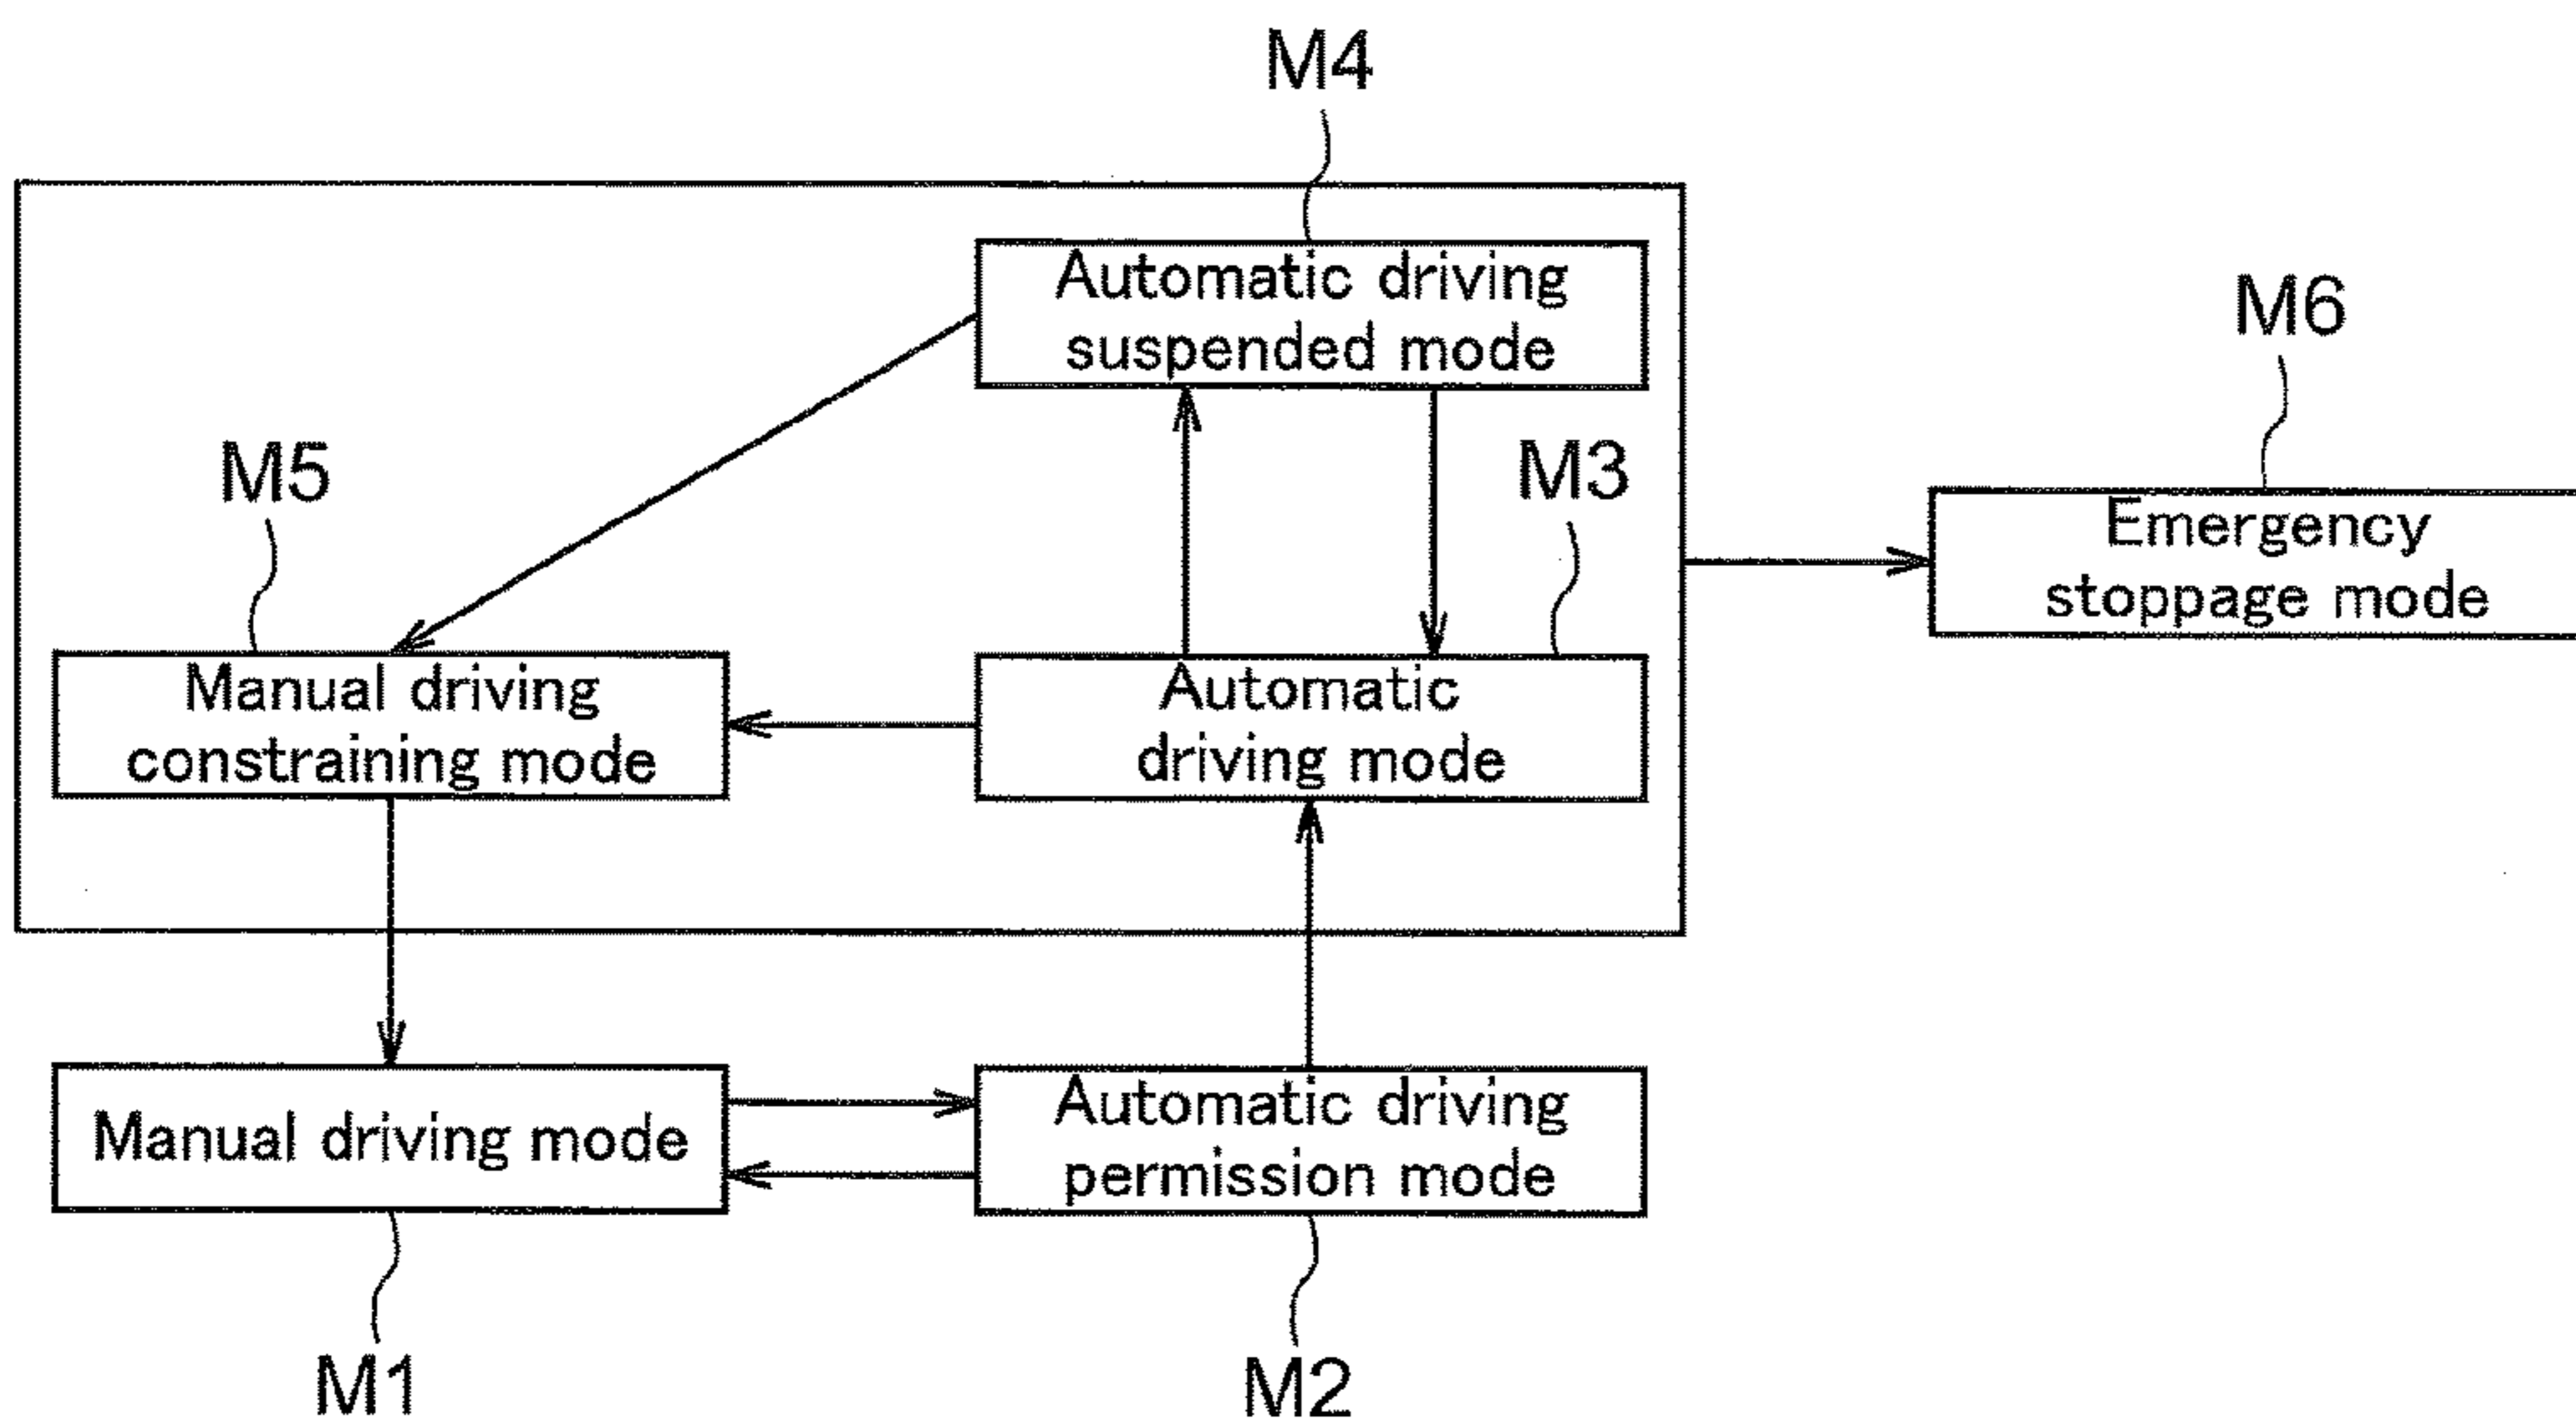 M4
Automatic driving
suspended mode
M6
M5
M3
Emergency
stoppage mode
Manual driving
constraining mode
Automatic
driving mode
Manual driving mode
Automatic driving
permission mode
M1
M2